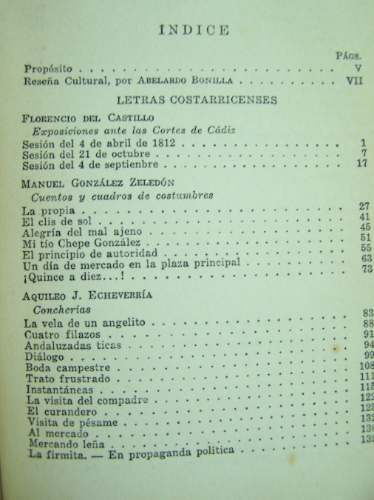 INDICE
PÁGS.
Propósito . . . . . . . . . . V
Reseña Cultural, por ABELARDO BONILLA . . . . . VII
LETRAS COSTARRICENSES
FLORENCIO DEL CASTILLO
Exposiciones ante las Cortes de Cádiz
Sesión del 4 de abril de 1812 . . . . . . . . 1
Sesión del 21 de octubre . . . . . . . . 7
Sesión del 4 de septienbre . . . . . . . . 17
MANUEL GONZÁLEZ ZELEDÓN
Cuentos y cuadros de costumbres
La propia . . . . . . . . 27
El clis de sol . . . . . . . . 41
Alegría del mal ajeno . . . . . . . . 45
Mi tío Chepe González . . . . . . . . 51
El principio de autoridad . . . . . . . . 55
Un día de mercado en la plaza principal . . . . . 63
¡Quince a diez...! . . . . . . . . 73
AQUILEO J. ECHEVERRÍA
Concherías
La vela de un angelito . . . . . . . . 83
Cuatro filazos . . . . . . . . 88
Andaluzadas ticas . . . . . . . . 91
Diálogo . . . . . . . . 94
Boda campestre . . . . . . . . 99
Trato frustrado . . . . . . . . 108
Instantáneas . . . . . . . . 111
La visita del compadre . . . . . . . . 115
El curandero . . . . . . . . 122
Visita de pésame . . . . . . . . 125
Al mercado . . . . . . . . 132
Mercando leña . . . . . . . .
La firmita. — En propaganda política . . . . .